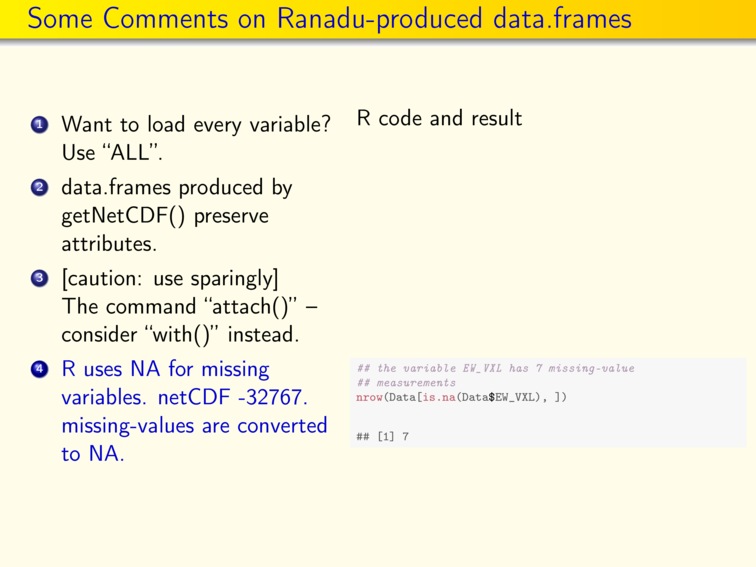 Some Comments on Ranadu-produced data.frames
1 Want to load every variable?
Use “ALL”.
2 data.frames produced by
getNetCDF() preserve
attributes.
3 [caution: use sparingly]
The command “attach()” –
consider “with()” instead.
4 R uses NA for missing
variables. netCDF -32767.
missing-values are converted
to NA.
R code and result
## the variable EW_VXL has 7 missing-value
## measurements
nrow(Data[is.na(Data$EW_VXL), ])
## [1] 7